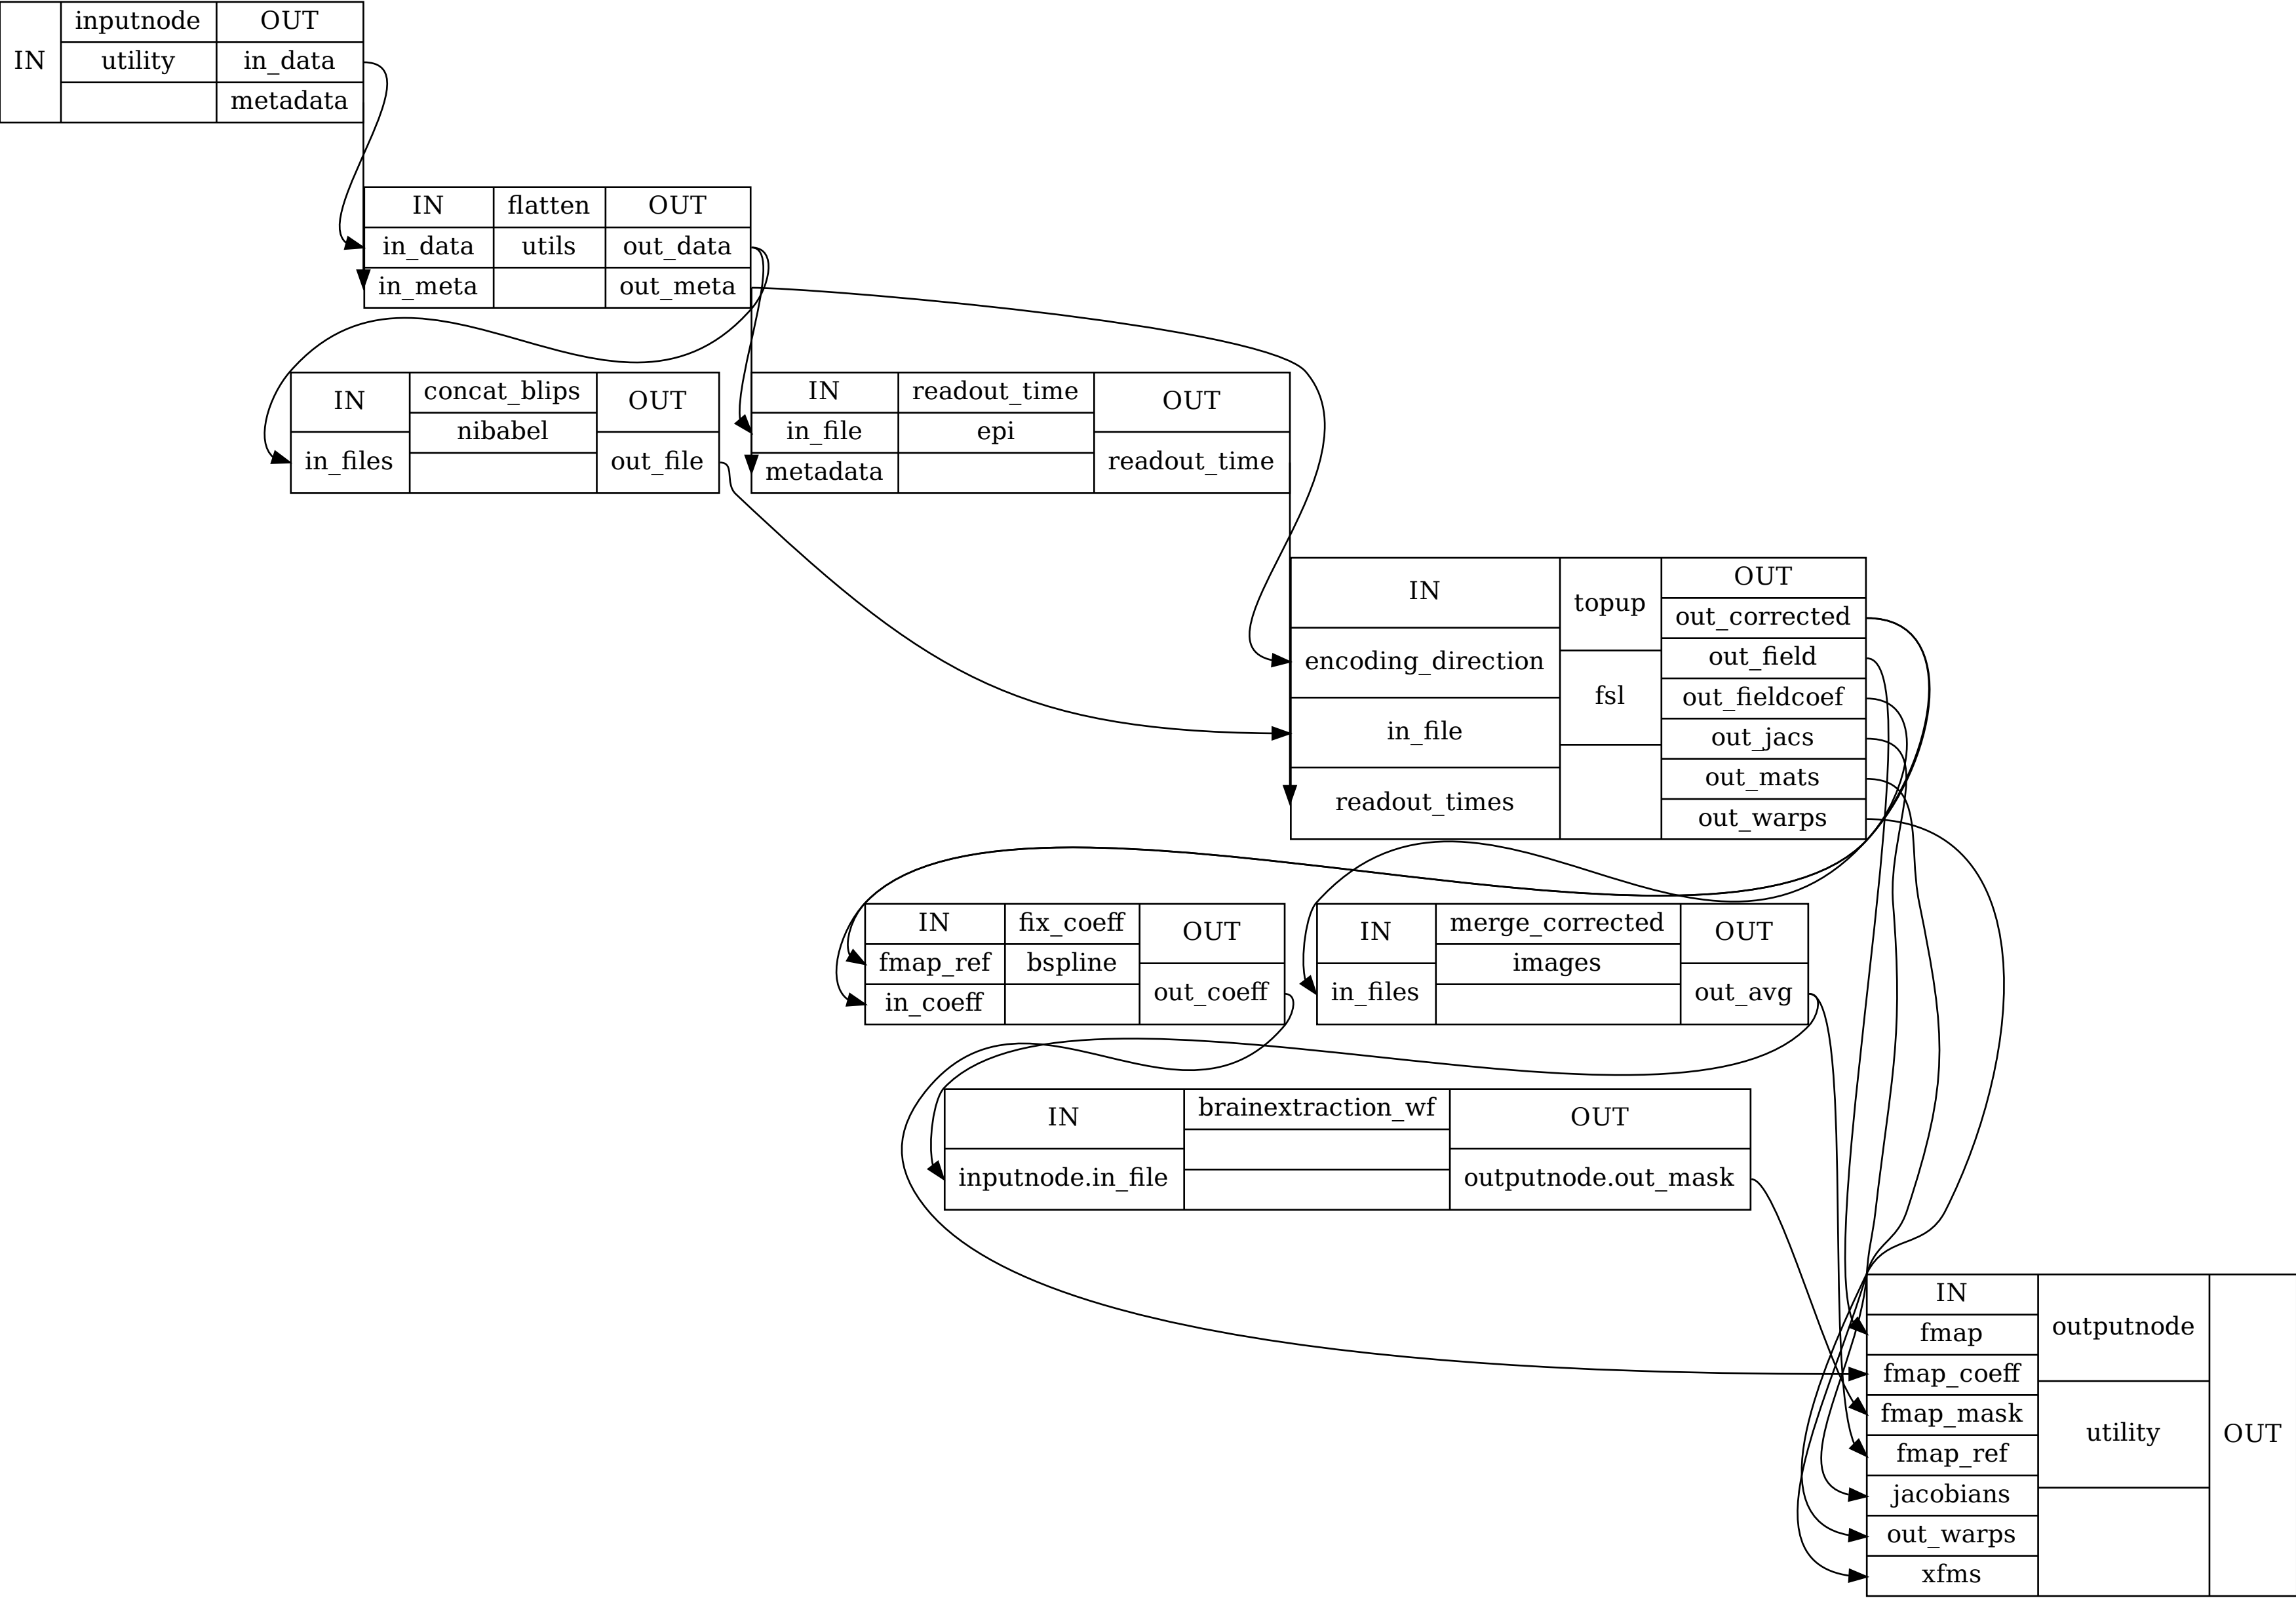 IN
inputnode
utility
OUT
in_data
metadata
IN
in_data
in_meta
flatten
utils
OUT
out_data
out_meta
IN
in_files
concat_blips
nibabel
OUT
out_file
IN
in_file
metadata
readout_time
epi
OUT
readout_time
IN
encoding_direction
in_file
readout_times
topup
fsl
OUT
out_corrected
out_field
out_fieldcoef
out_jacs
out_mats
out_warps
IN
fmap_ref
in_coeff
fix_coeff
bspline
OUT
out_coeff
IN
in_files
merge_corrected
images
OUT
out_avg
IN
inputnode.in_file
brainextraction_wf
OUT
outputnode.out_mask
IN
fmap
fmap_coeff
fmap_mask
fmap_ref
jacobians
out_warps
xfms
outputnode
utility
OUT